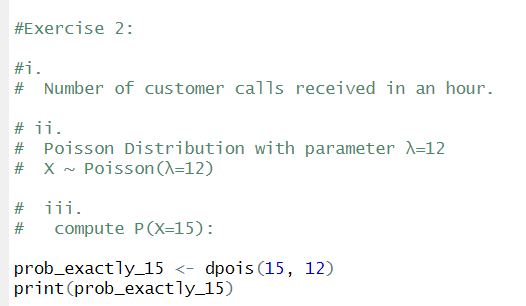 #Exercise 2:
#i.
#  Number of customer calls received in an hour.
# ii.
#  Poisson Distribution with parameter λ=12
#  X ~ Poisson(λ=12)
#  iii.
#   compute P(X=15):
prob_exactly_15 <- dpois(15, 12)
print(prob_exactly_15)